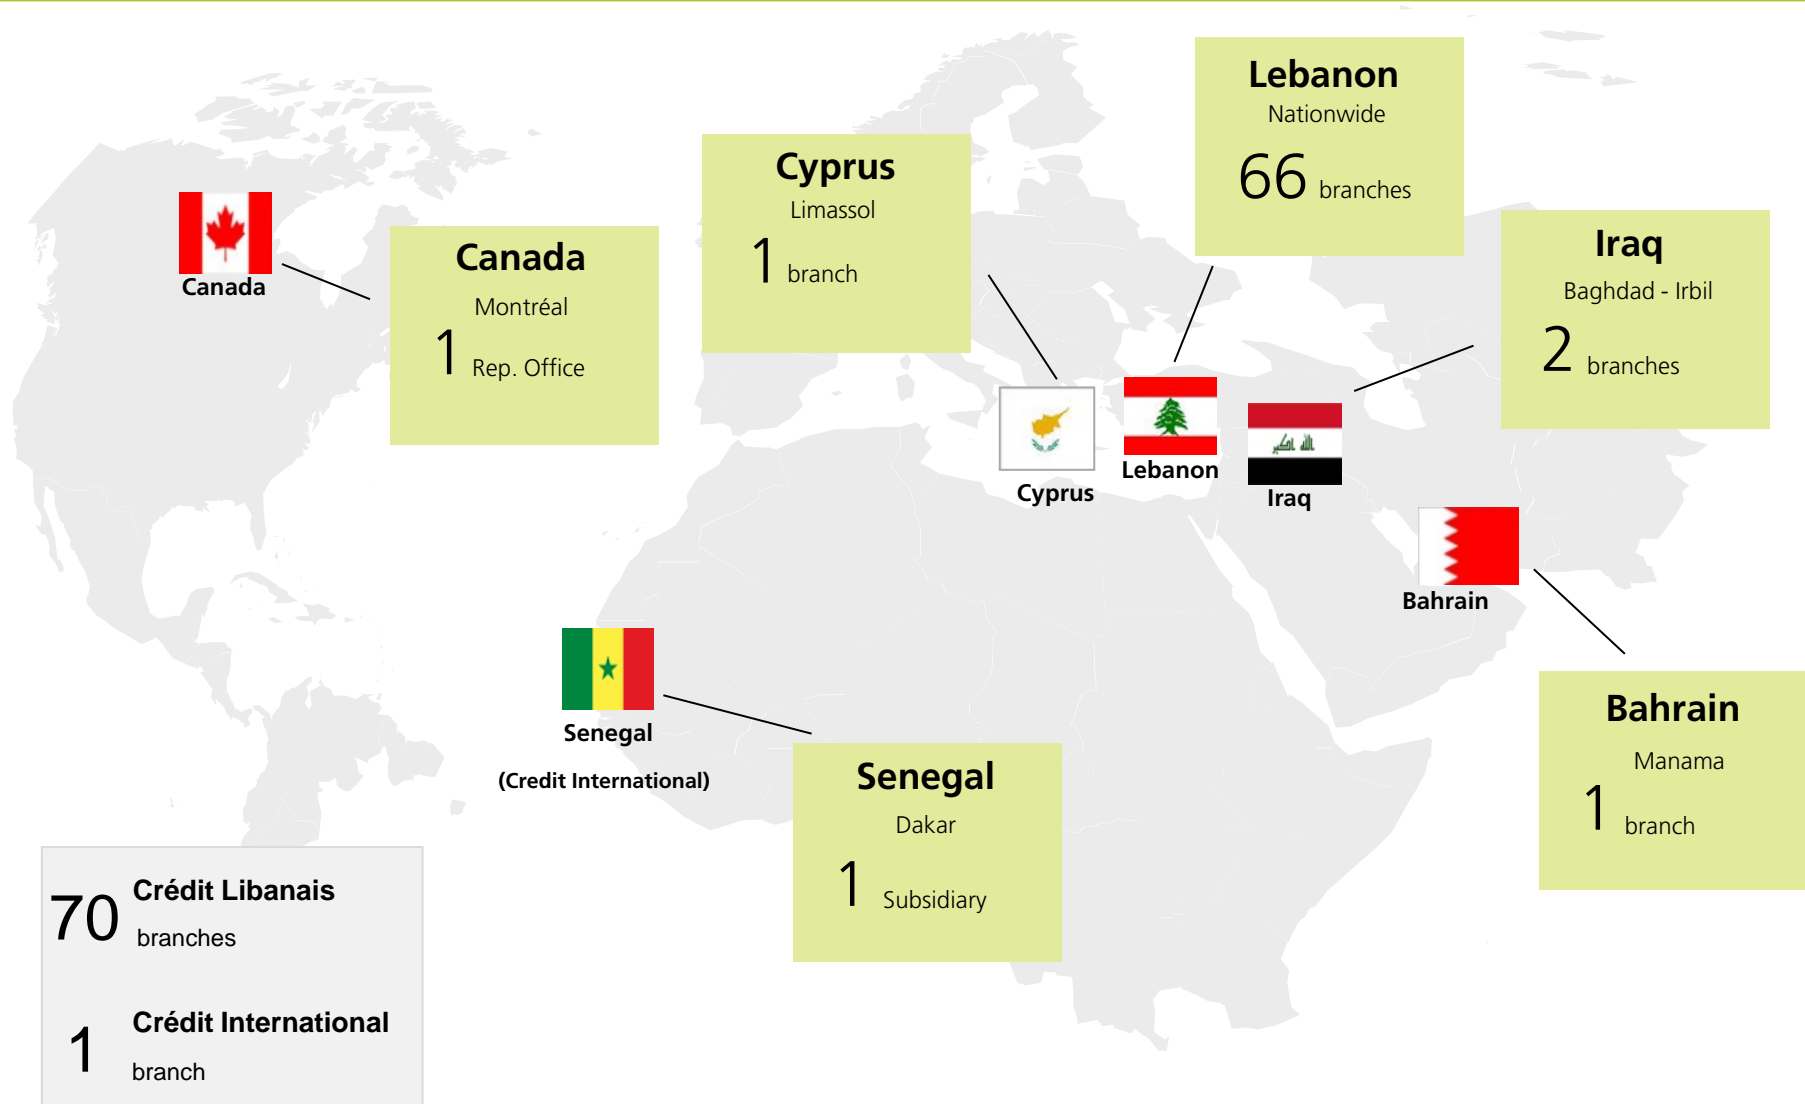 Lebanon
Nationwide
66 branches
Cyprus
Limassol
1 branch
Iraq
Baghdad - Irbil
2 branches
Canada
Canada
Montréal
1 Rep. Office
Cyprus
Lebanon
الله اكبر
Iraq
Bahrain
Bahrain
Manama
1 branch
Senegal
(Credit International)
Senegal
Dakar
1 Subsidiary
70 Crédit Libanais
branches
1 Crédit International
branch